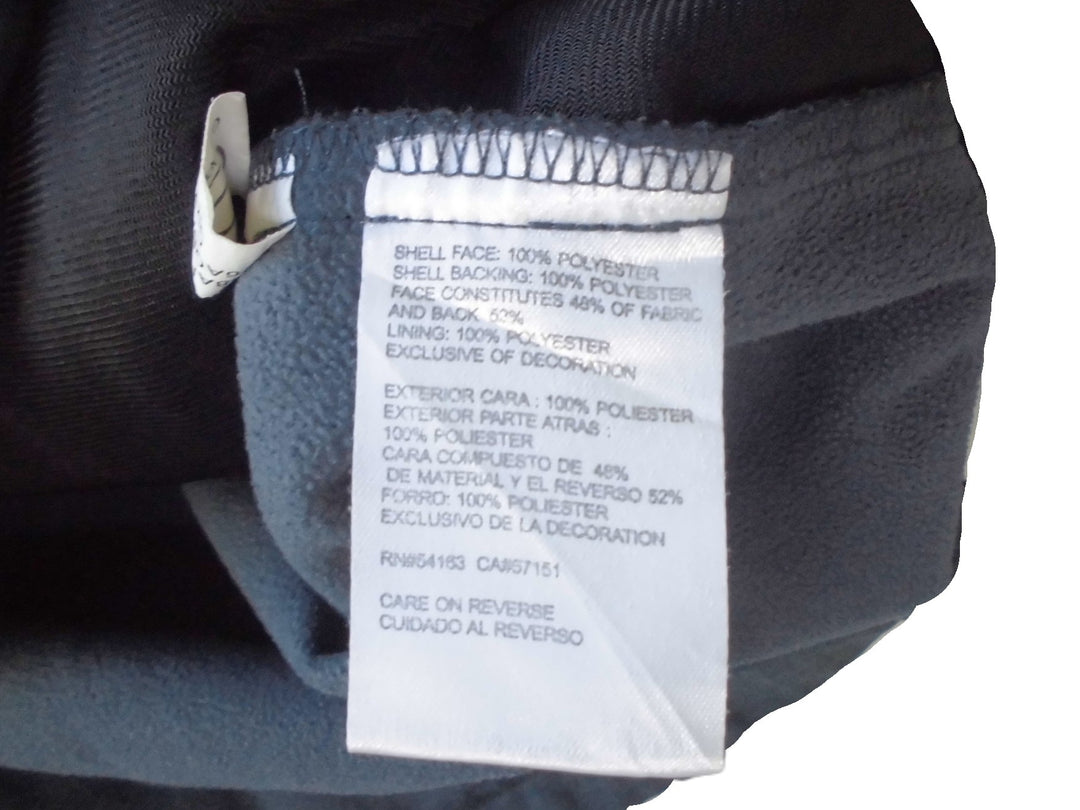 SHELL FACE: 100% POLYESTER
SHELL BACKING: 100% POLYESTER
FACE CONSTITUTES 48% OF FABRIC
AND BACK 52%
LINING: 100% POLYESTER
EXCLUSIVE OF DECORATION
EXTERIOR CARA : 100% POLIESTER
EXTERIOR PARTE ATRAS :
100% POLIESTER
CARA COMPUESTO DE 48%
DE MATERIAL Y EL REVERSO 52%
FORRO: 100% POLIESTER
EXCLUSIVO DE LA DECORATION
RN#54163 CA#57151
CARE ON REVERSE
CUIDADO AL REVERSO